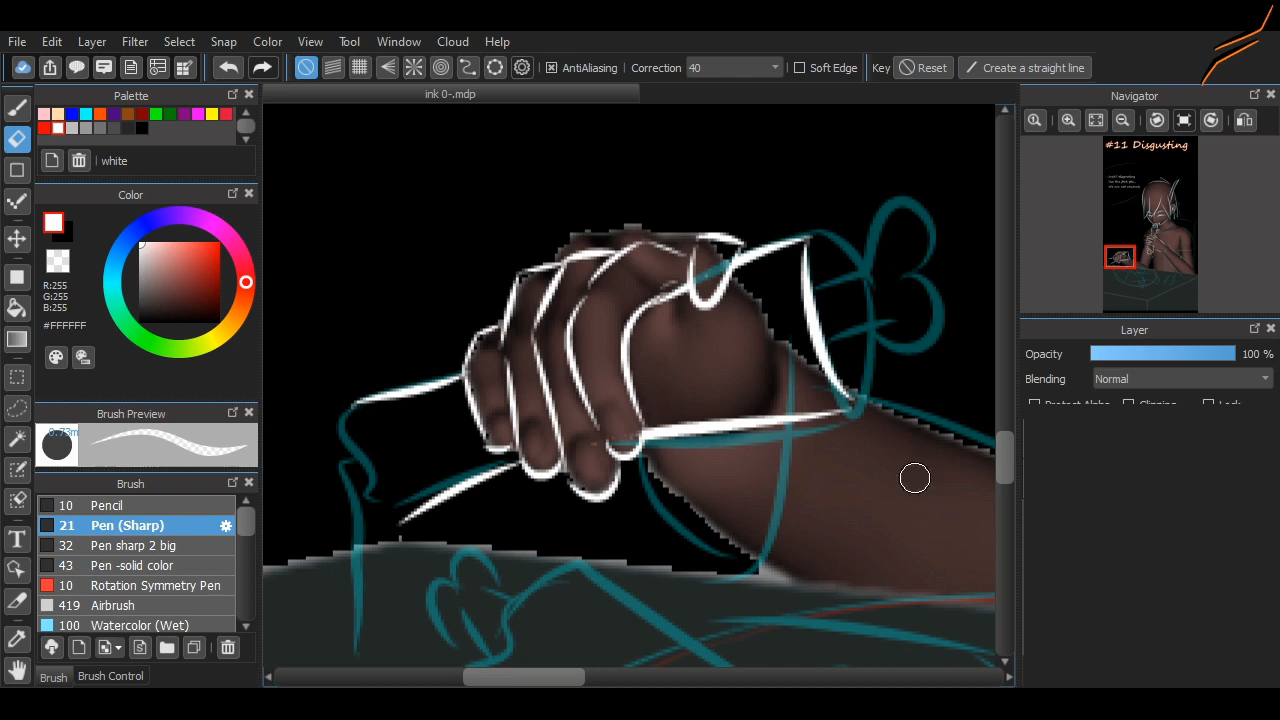 File Edit Layer Filter Select Snap Color View Tool Window Cloud Help
AntiAliasing Correction 40 Soft Edge Key Reset Create a straight line
Palette
white
Color
R:255
G:255
B:255
#FFFFFF
Brush Preview
0.73m
Brush
10 Pencil
21 Pen (Sharp)
32 Pen sharp 2 big
43 Pen -solid color
10 Rotation Symmetry Pen
419 Airbrush
100 Watercolor (Wet)
Brush Brush Control
ink 0-.mdp
Navigator
#11 Disgusting
Layer
Opacity 100 %
Blending Normal